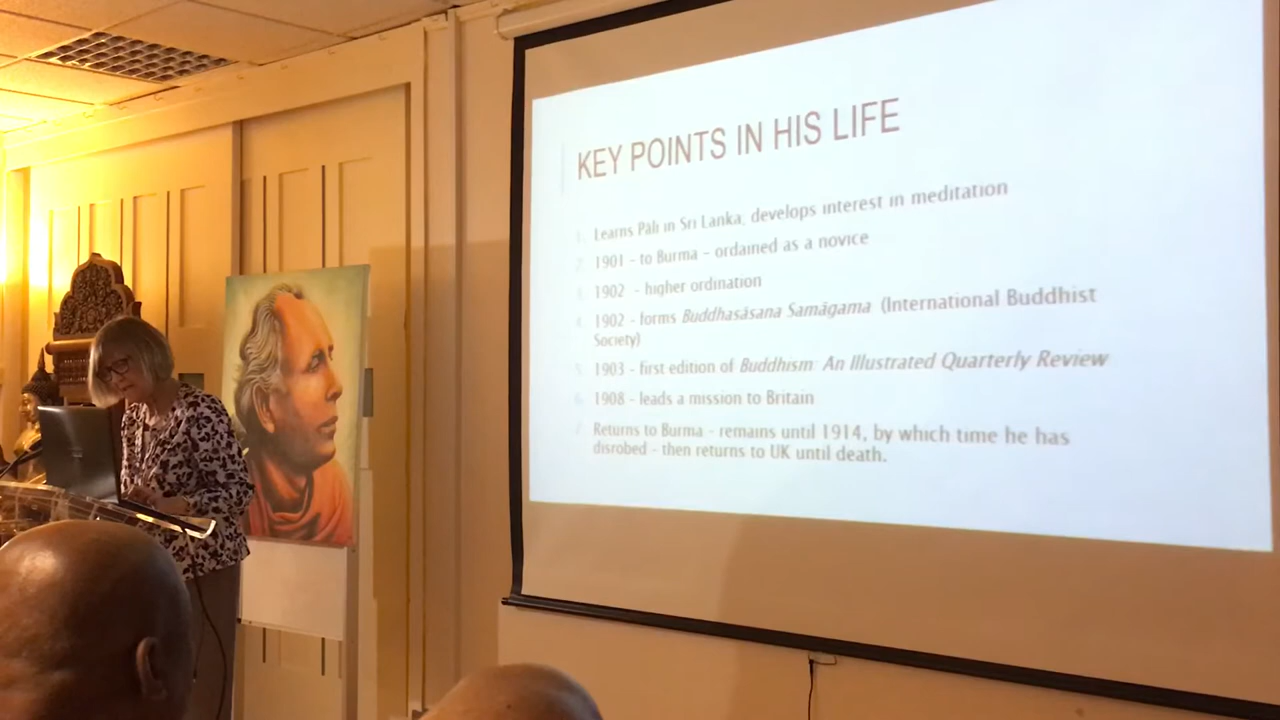 KEY POINTS IN HIS LIFE
1. Learns Pāli in Sri Lanka, develops interest in meditation
2. 1901 - to Burma – ordained as a novice
3. 1902 - higher ordination
4. 1902 - forms Buddhasāsana Samāgama (International Buddhist
Society)
5. 1903 - first edition of Buddhism: An Illustrated Quarterly Review
6. 1908 - leads a mission to Britain
7. Returns to Burma - remains until 1914, by which time he has
disrobed – then returns to UK until death.